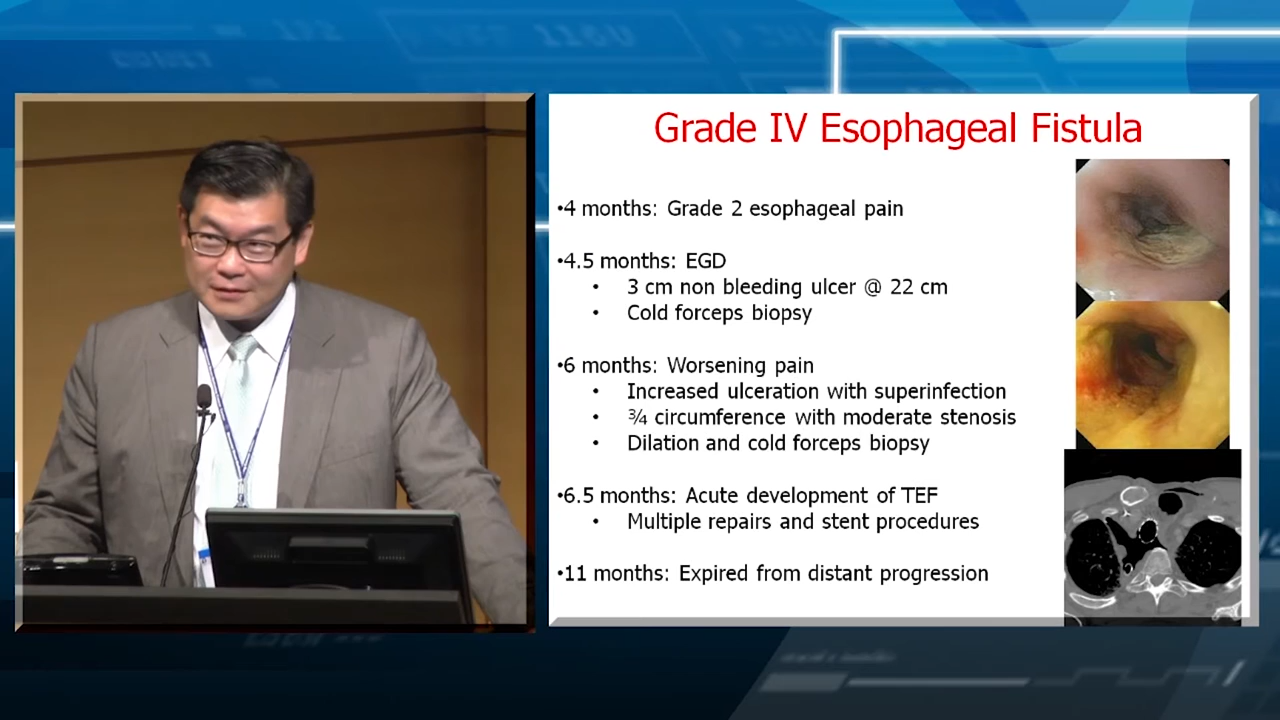 Grade IV Esophageal Fistula
•4 months: Grade 2 esophageal pain
•4.5 months: EGD
• 3 cm non bleeding ulcer @ 22 cm
• Cold forceps biopsy
•6 months: Worsening pain
• Increased ulceration with superinfection
• ¾ circumference with moderate stenosis
• Dilation and cold forceps biopsy
•6.5 months: Acute development of TEF
• Multiple repairs and stent procedures
•11 months: Expired from distant progression